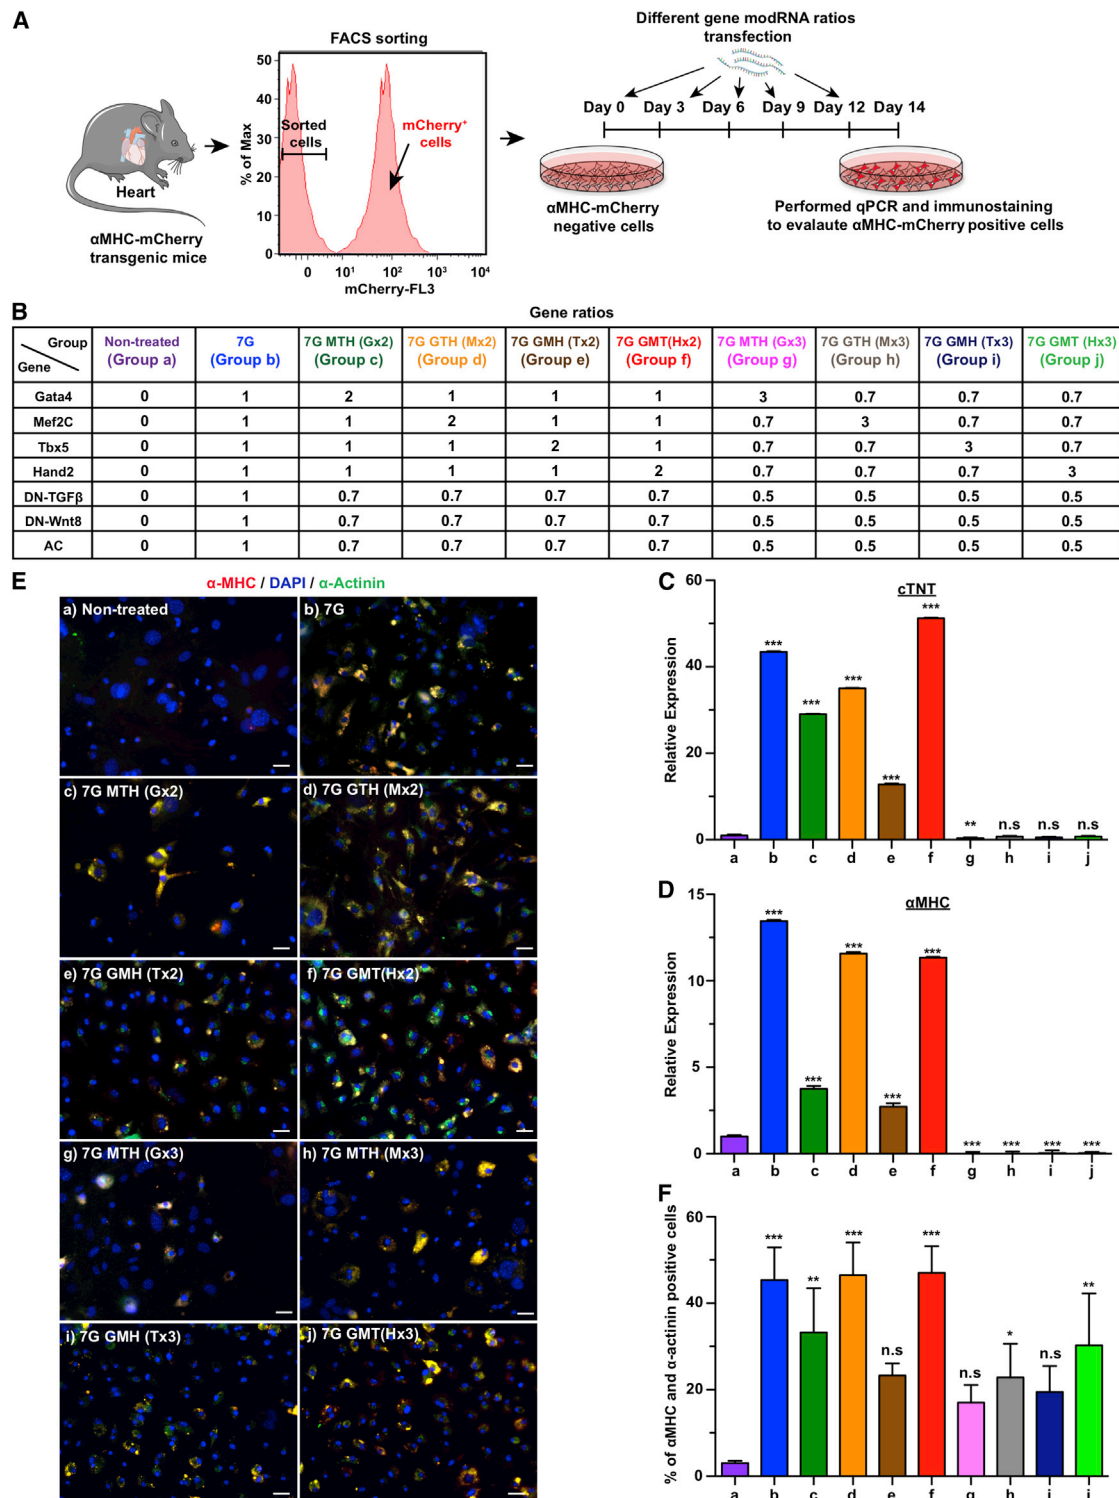 A
Different gene modRNA ratios
transfection
FACS sorting
50
40
30
20
10
0
% of Max
Sorted
cells
mCherry⁺
cells
0 10¹ 10² 10³ 10⁴
mCherry-FL3
Heart
αMHC-mCherry
transgenic mice
Day 0 Day 3 Day 6 Day 9 Day 12 Day 14
αMHC-mCherry
negative cells
Performed qPCR and immunostaining
to evalaute αMHC-mCherry positive cells
B
Gene ratios
Group
Gene
Non-treated
(Group a)
7G
(Group b)
7G MTH (Gx2)
(Group c)
7G GTH (Mx2)
(Group d)
7G GMH (Tx2)
(Group e)
7G GMT(Hx2)
(Group f)
7G MTH (Gx3)
(Group g)
7G GTH (Mx3)
(Group h)
7G GMH (Tx3)
(Group i)
7G GMT (Hx3)
(Group j)
Gata4 0 1 2 1 1 1 3 0.7 0.7 0.7
Mef2C 0 1 1 2 1 1 0.7 3 0.7 0.7
Tbx5 0 1 1 1 2 1 0.7 0.7 3 0.7
Hand2 0 1 1 1 1 2 0.7 0.7 0.7 3
DN-TGFβ 0 1 0.7 0.7 0.7 0.7 0.5 0.5 0.5 0.5
DN-Wnt8 0 1 0.7 0.7 0.7 0.7 0.5 0.5 0.5 0.5
AC 0 1 0.7 0.7 0.7 0.7 0.5 0.5 0.5 0.5
E
α-MHC / DAPI / α-Actinin
a) Non-treated
b) 7G
c) 7G MTH (Gx2)
d) 7G GTH (Mx2)
e) 7G GMH (Tx2)
f) 7G GMT(Hx2)
g) 7G MTH (Gx3)
h) 7G MTH (Mx3)
i) 7G GMH (Tx3)
j) 7G GMT(Hx3)
C
cTNT
60
40
20
0
Relative Expression
*** *** *** *** *** ** n.s n.s n.s
a b c d e f g h i j
D
αMHC
15
10
5
0
Relative Expression
*** *** *** *** *** *** *** *** ***
a b c d e f g h i j
F
60
40
20
0
% of αMHC and α-actinin positive cells
*** ** *** n.s *** n.s * n.s **
a b c d e f g h i j